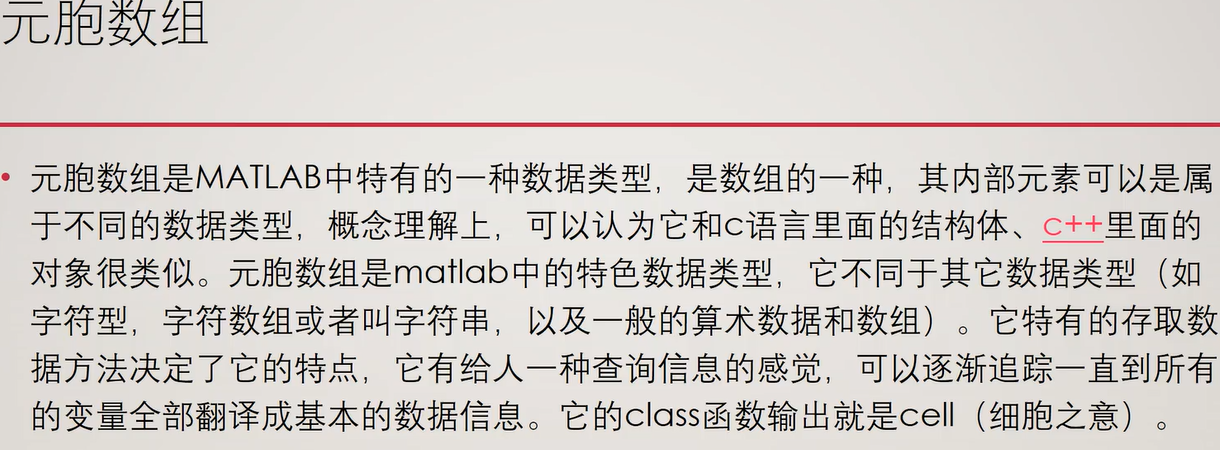 元胞数组
• 元胞数组是MATLAB中特有的一种数据类型，是数组的一种，其内部元素可以是属
于不同的数据类型，概念理解上，可以认为它和c语言里面的结构体、c++里面的
对象很类似。元胞数组是matlab中的特色数据类型，它不同于其它数据类型（如
字符型，字符数组或者叫字符串，以及一般的算术数据和数组）。它特有的存取数
据方法决定了它的特点，它有给人一种查询信息的感觉，可以逐渐追踪一直到所有
的变量全部翻译成基本的数据信息。它的class函数输出就是cell（细胞之意）。